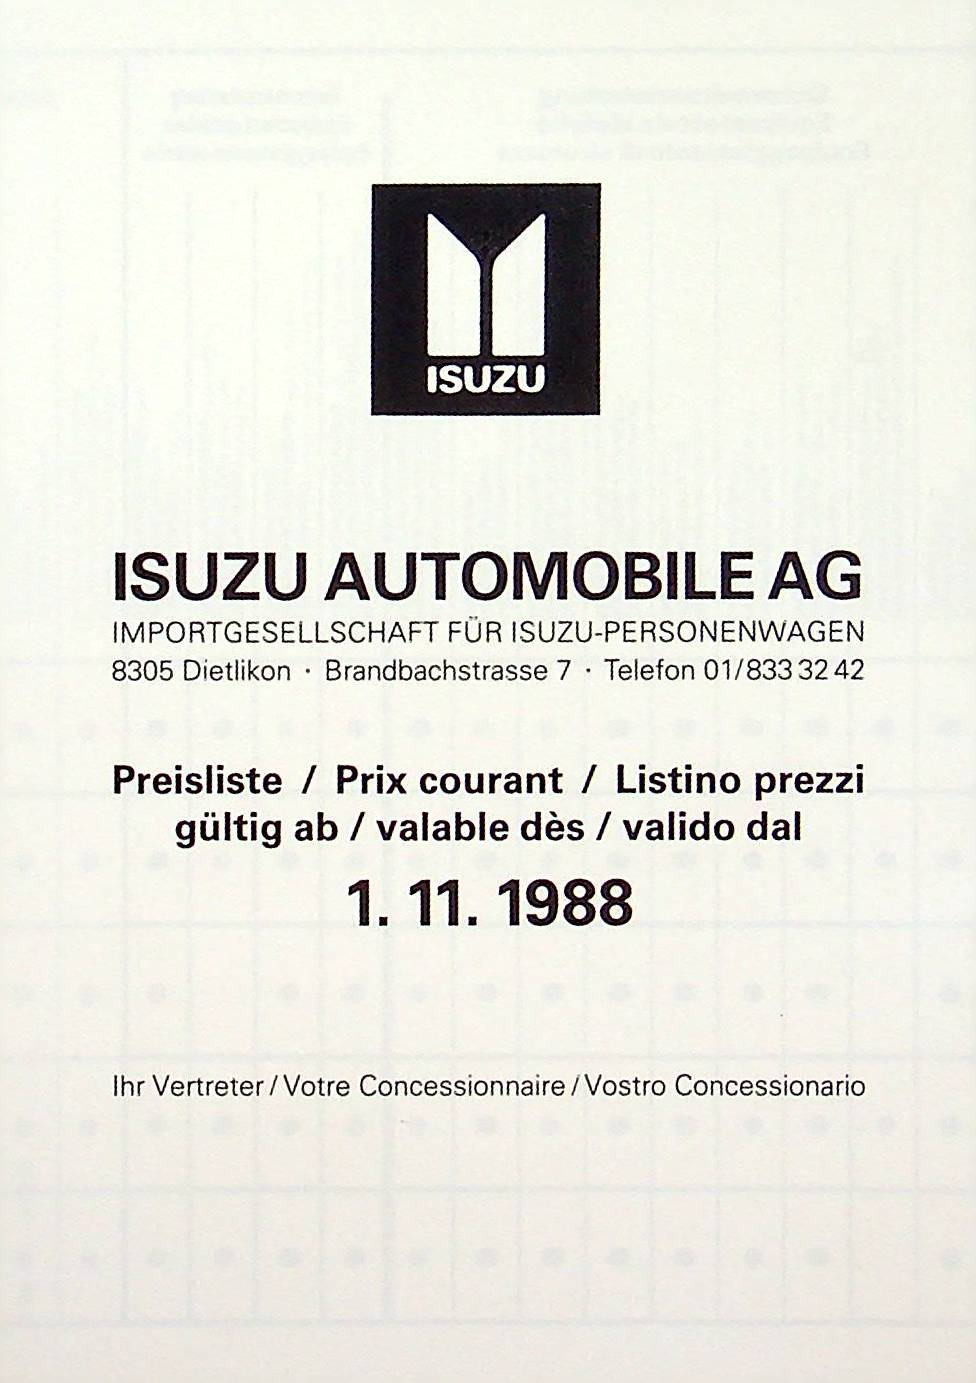 ISUZU
ISUZU AUTOMOBILE AG
IMPORTGESELLSCHAFT FÜR ISUZU-PERSONENWAGEN
8305 Dietlikon · Brandbachstrasse 7 · Telefon 01/833 32 42
Preisliste / Prix courant / Listino prezzi
gültig ab / valable dès / valido dal
1. 11. 1988
Ihr Vertreter / Votre Concessionnaire / Vostro Concessionario